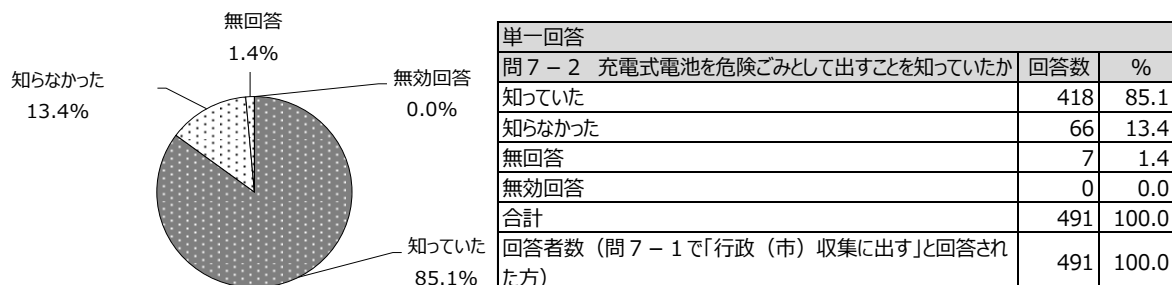 無回答
1.4%
知らなかった
13.4%
無効回答
0.0%
知っていた
85.1%
単一回答
問7－2　充電式電池を危険ごみとして出すことを知っていたか 回答数 %
知っていた 418 85.1
知らなかった 66 13.4
無回答 7 1.4
無効回答 0 0.0
合計 491 100.0
回答者数（問7－1で「行政（市）収集に出す」と回答され
た方） 491 100.0